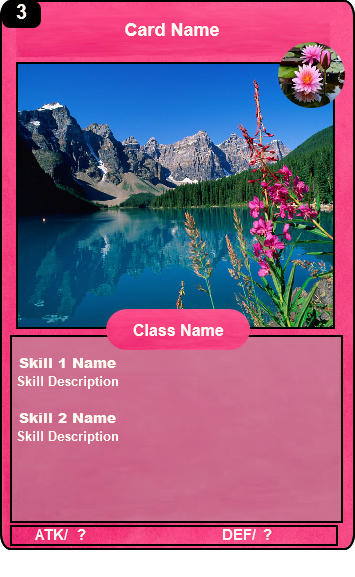 3
Card Name
Class Name
Skill 1 Name
Skill Description
Skill 2 Name
Skill Description
ATK/ ? DEF/ ?